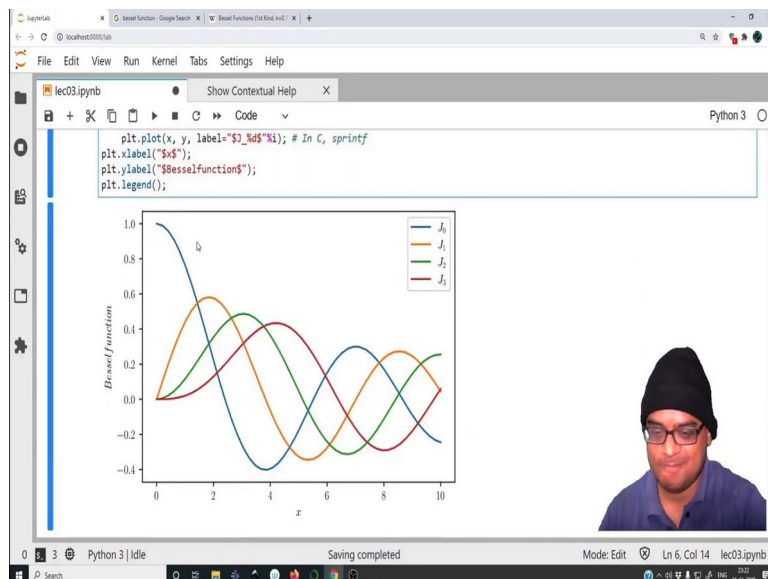 JupyterLab
bessel function - Google Search
Bessel Functions (1st Kind, n=0)
localhost:8888/lab
File Edit View Run Kernel Tabs Settings Help
lec03.ipynb
Show Contextual Help
Code
Python 3
plt.plot(x, y, label="$J_%d$"%i); # In C, sprintf
plt.xlabel("$x$");
plt.ylabel("$Besselfunction$");
plt.legend();
J₀
J₁
J₂
J₃
1.0
0.8
0.6
0.4
0.2
0.0
−0.2
−0.4
Besselfunction
0 2 4 6 8 10
x
0 3 Python 3 | Idle Saving completed Mode: Edit Ln 6, Col 14 lec03.ipynb
Search
ENG
23:22